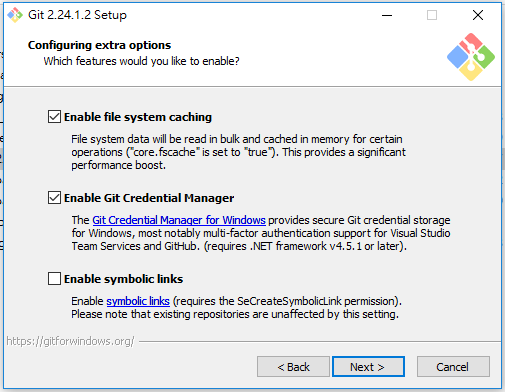 Git 2.24.1.2 Setup
Configuring extra options
Which features would you like to enable?
Enable file system caching
File system data will be read in bulk and cached in memory for certain
operations ("core.fscache" is set to "true"). This provides a significant
performance boost.
Enable Git Credential Manager
The Git Credential Manager for Windows provides secure Git credential storage
for Windows, most notably multi-factor authentication support for Visual Studio
Team Services and GitHub. (requires .NET framework v4.5.1 or later).
Enable symbolic links
Enable symbolic links (requires the SeCreateSymbolicLink permission).
Please note that existing repositories are unaffected by this setting.
https://gitforwindows.org/
< Back
Next >
Cancel